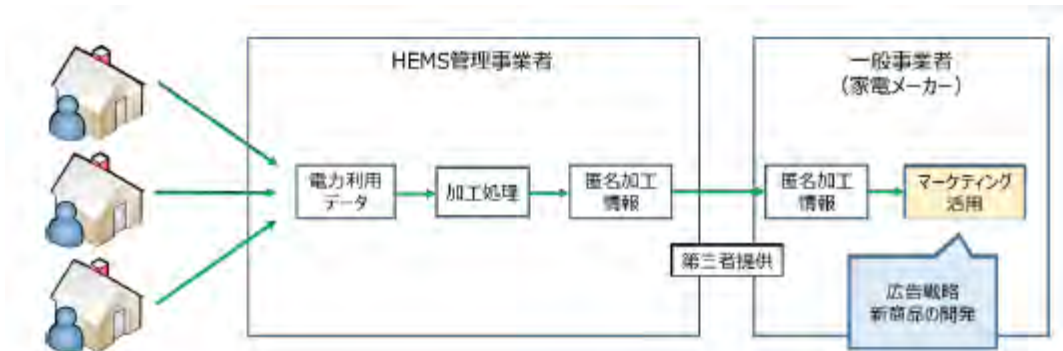 HEMS管理事業者
電力利用
データ
加工処理
匿名加工
情報
第三者提供
一般事業者
（家電メーカー）
匿名加工
情報
マーケティング
活用
広告戦略
新商品の開発